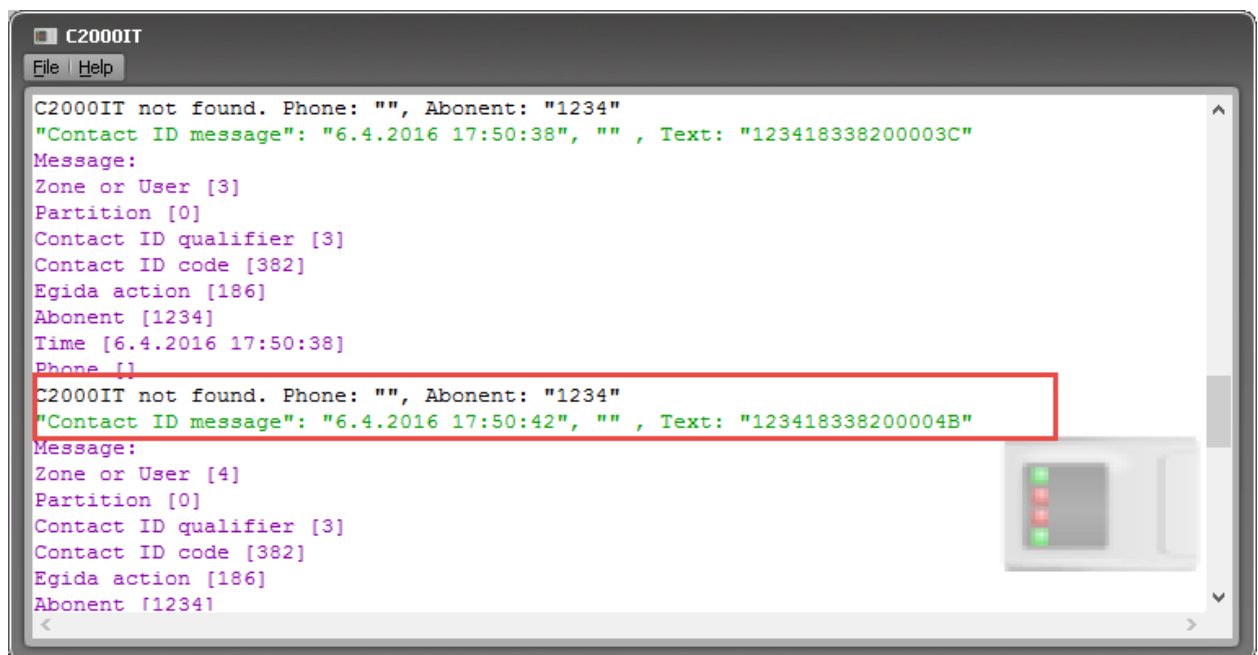 C2000IT
File Help
C2000IT not found. Phone: "", Abonent: "1234"
"Contact ID message": "6.4.2016 17:50:38", "" , Text: "123418338200003C"
Message:
Zone or User [3]
Partition [0]
Contact ID qualifier [3]
Contact ID code [382]
Egida action [186]
Abonent [1234]
Time [6.4.2016 17:50:38]
Phone []
C2000IT not found. Phone: "", Abonent: "1234"
"Contact ID message": "6.4.2016 17:50:42", "" , Text: "123418338200004B"
Message:
Zone or User [4]
Partition [0]
Contact ID qualifier [3]
Contact ID code [382]
Egida action [186]
Abonent [1234]